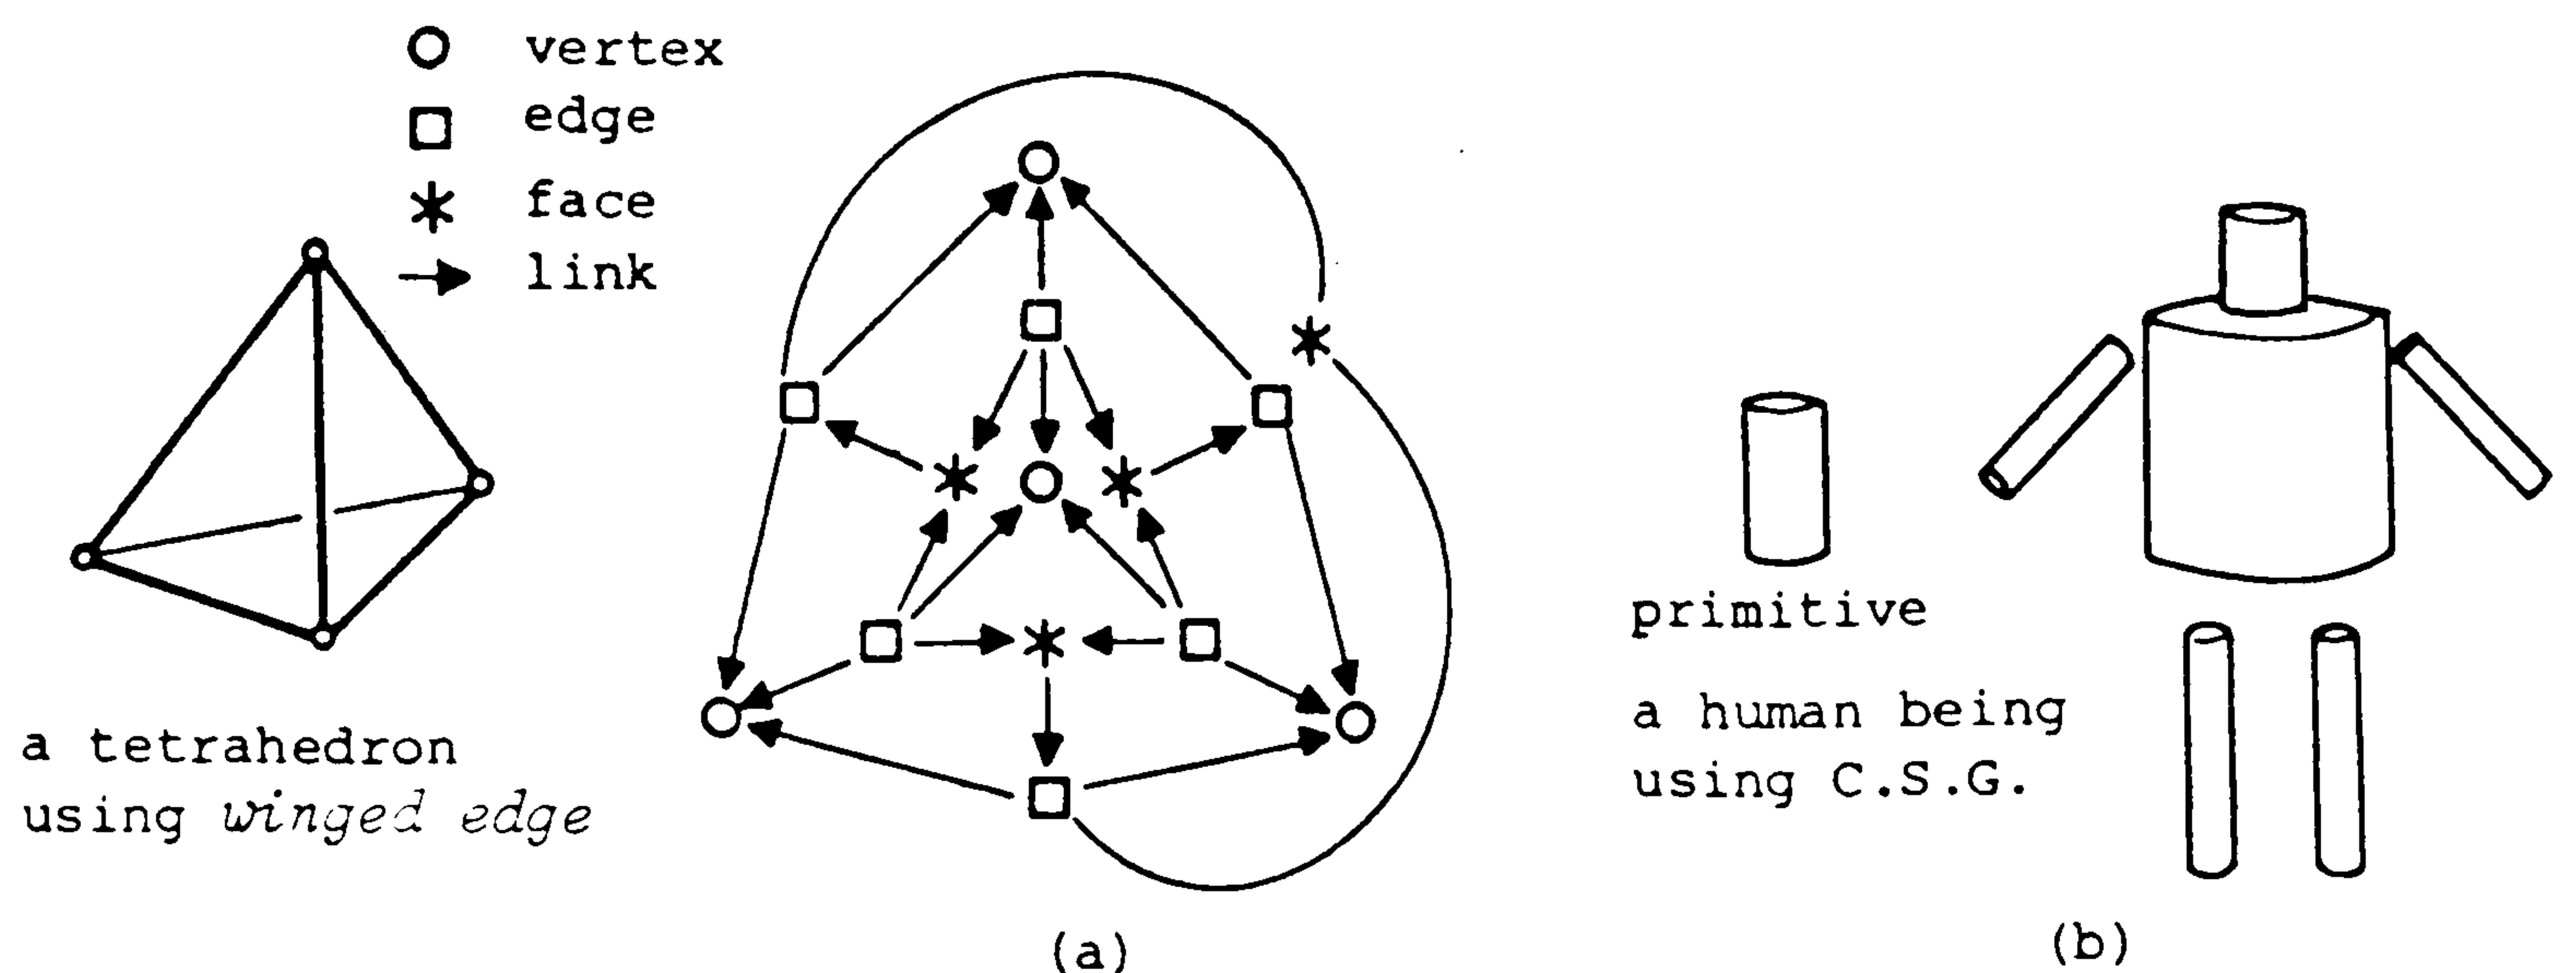 vertex
edge
face
link
a tetrahedron
using winged edge
(a)
primitive
a human being
using C.S.G.
(b)